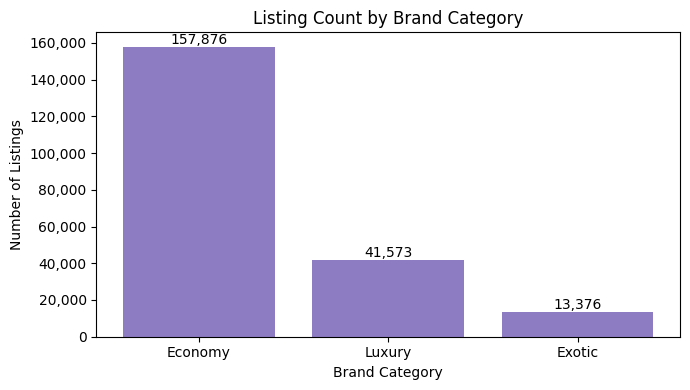 Listing Count by Brand Category
Number of Listings
160,000
140,000
120,000
100,000
80,000
60,000
40,000
20,000
0
157,876
41,573
13,376
Economy
Luxury
Exotic
Brand Category